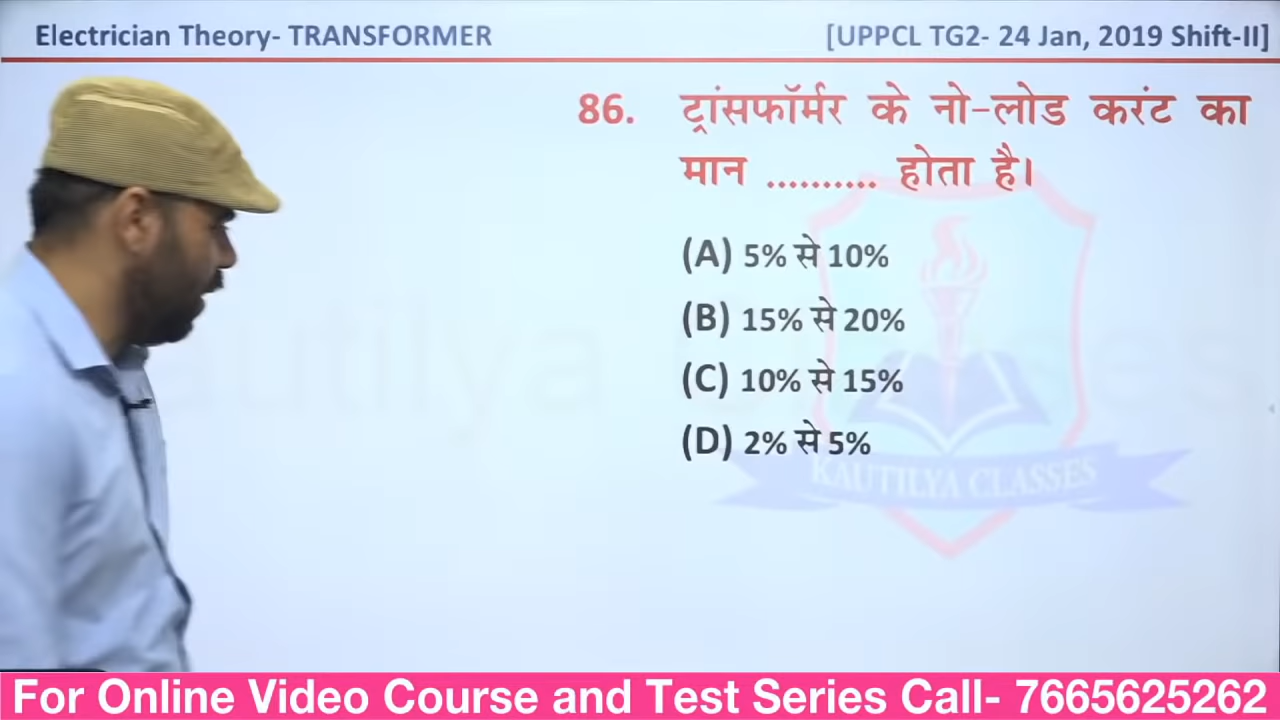 Electrician Theory- TRANSFORMER [UPPCL TG2- 24 Jan, 2019 Shift-II]
86. ट्रांसफॉर्मर के नो-लोड करंट का
मान .......... होता है।
(A) 5% से 10%
(B) 15% से 20%
(C) 10% से 15%
(D) 2% से 5%
KAUTILYA CLASSES
For Online Video Course and Test Series Call- 7665625262